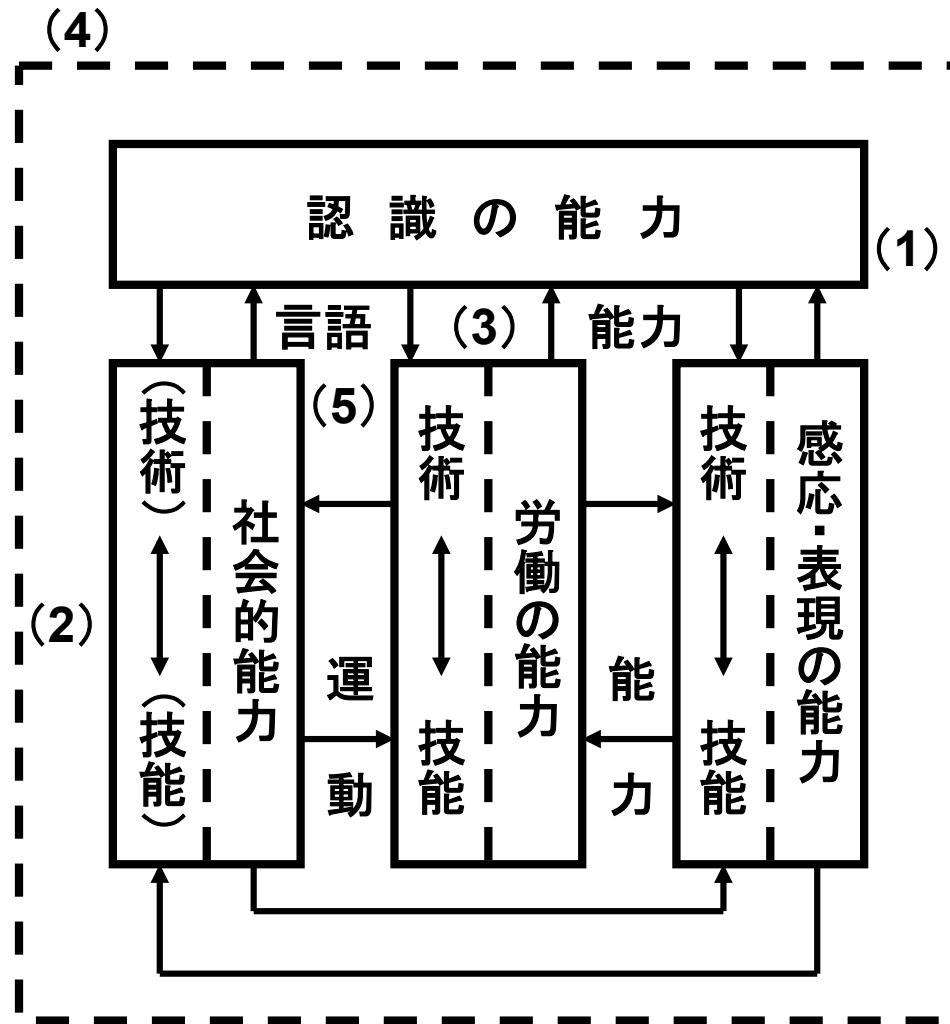 （4）
認識の能力
（1）
言語
（3）
能力
（技術）
（技能）
社会的能力
（5）
技術
技能
労働の能力
技術
技能
感応・表現の能力
（2）
運動
能力